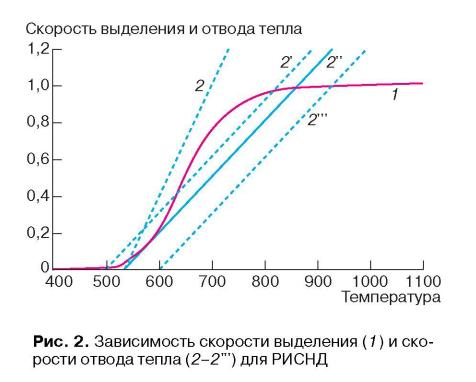 Скорость выделения и отвода тепла
1,2
2
2'
2''
1,0
1
0,8
2'''
0,6
0,4
0,2
0
400 500 600 700 800 900 1000 1100
Температура
Рис. 2. Зависимость скорости выделения (1) и ско-
рости отвода тепла (2–2''') для РИСНД